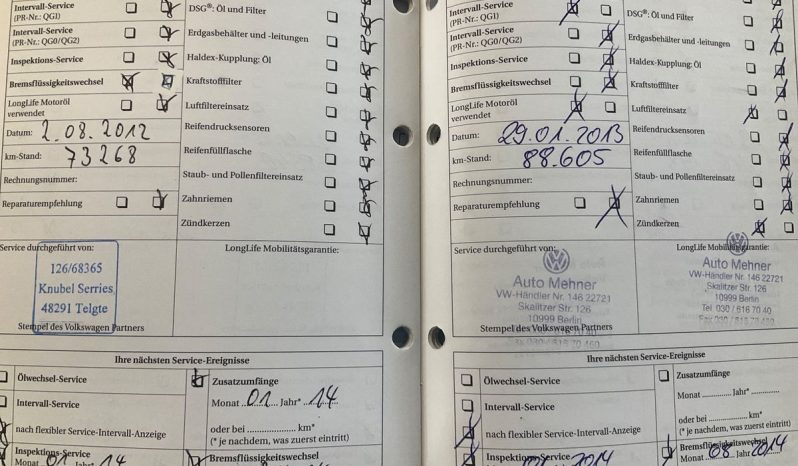 Intervall-Service
(PR-Nr.: QG1)
Intervall-Service
(PR-Nr.: QG0/QG2)
Inspektions-Service
Bremsflüssigkeitswechsel
LongLife Motoröl
verwendet
Datum: 2.08.2012
km-Stand: 73268
Rechnungsnummer:
Reparaturempfehlung
DSG®: Öl und Filter
Erdgasbehälter und -leitungen
Haldex-Kupplung: Öl
Kraftstofffilter
Luftfiltereinsatz
Reifendrucksensoren
Reifenfüllflasche
Staub- und Pollenfiltereinsatz
Zahnriemen
Zündkerzen
Service durchgeführt von:
126/68365
Knubel Serries
48291 Telgte
Stempel des Volkswagen Partners
LongLife Mobilitätsgarantie:
Ihre nächsten Service-Ereignisse
Ölwechsel-Service
Intervall-Service
nach flexibler Service-Intervall-Anzeige
Inspektions-Service
Monat 01 14
Zusatzumfänge
Monat 01 Jahr* 14
oder bei .................... km*
(* je nachdem, was zuerst eintritt)
Bremsflüssigkeitswechsel
(PR-Nr.: QG1)
Intervall-Service
(PR-Nr.: QG0/QG2)
Inspektions-Service
Bremsflüssigkeitswechsel
LongLife Motoröl
verwendet
Datum: 29.01.2013
km-Stand: 88.605
Rechnungsnummer:
Reparaturempfehlung
DSG®: Öl und Filter
Erdgasbehälter und -leitungen
Haldex-Kupplung: Öl
Kraftstofffilter
Luftfiltereinsatz
Reifendrucksensoren
Reifenfüllflasche
Staub- und Pollenfiltereinsatz
Zahnriemen
Zündkerzen
Service durchgeführt von:
Auto Mehner
VW-Händler Nr. 146 22721
Skalitzer Str. 126
10999 Berlin
Stempel des Volkswagen Partners
LongLife Mobilitätsgarantie:
Auto Mehner
VW-Händler Nr. 146 22721
Skalitzer Str. 126
10999 Berlin
Tel 030 / 616 70 40
Ihre nächsten Service-Ereignisse
Ölwechsel-Service
Intervall-Service
nach flexibler Service-Intervall-Anzeige
Inspektions-Service
2014
Zusatzumfänge
Monat ............ Jahr* ............
oder bei .................... km*
(* je nachdem, was zuerst eintritt)
Bremsflüssigkeitswechsel
Monat 08 2014